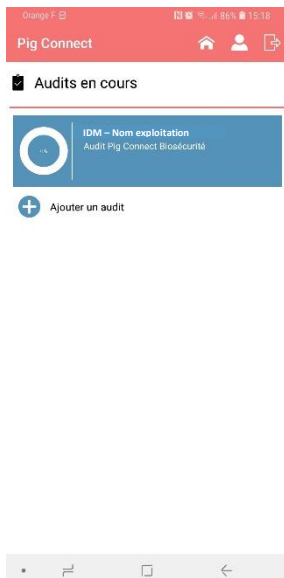 Orange F
86% 15:18
Pig Connect
Audits en cours
IDM – Nom exploitation
Audit Pig Connect Biosécurité
Ajouter un audit